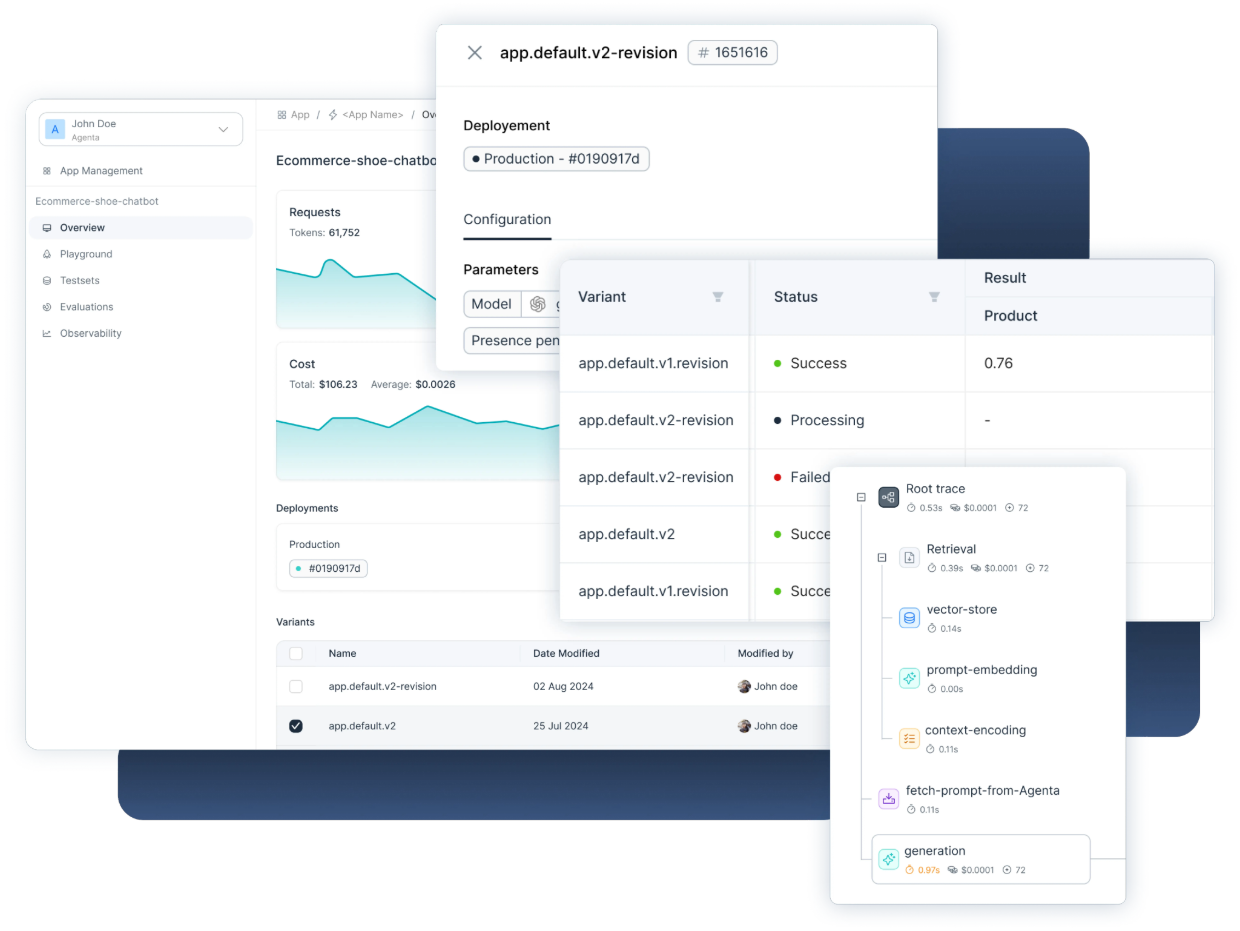 app.default.v2-revision # 1651616
Deployement
Production - #0190917d
Configuration
Parameters
Model
Presence pen
A
John Doe
Agenta
App Management
Ecommerce-shoe-chatbot
Overview
Playground
Testsets
Evaluations
Observability
App / <App Name> / Ov
Ecommerce-shoe-chatbo
Requests
Tokens: 61,752
Cost
Total: $106.23 Average: $0.0026
Deployments
Production
#0190917d
Variants
Name Date Modified Modified by
app.default.v2-revision 02 Aug 2024 John doe
app.default.v2 25 Jul 2024 John doe
Variant Status Result
Product
app.default.v1.revision Success 0.76
app.default.v2-revision Processing -
app.default.v2-revision Failed
app.default.v2 Succe
app.default.v1.revision Succe
Root trace
0.53s $0.0001 72
Retrieval
0.39s $0.0001 72
vector-store
0.14s
prompt-embedding
0.00s
context-encoding
0.11s
fetch-prompt-from-Agenta
0.11s
generation
0.97s $0.0001 72